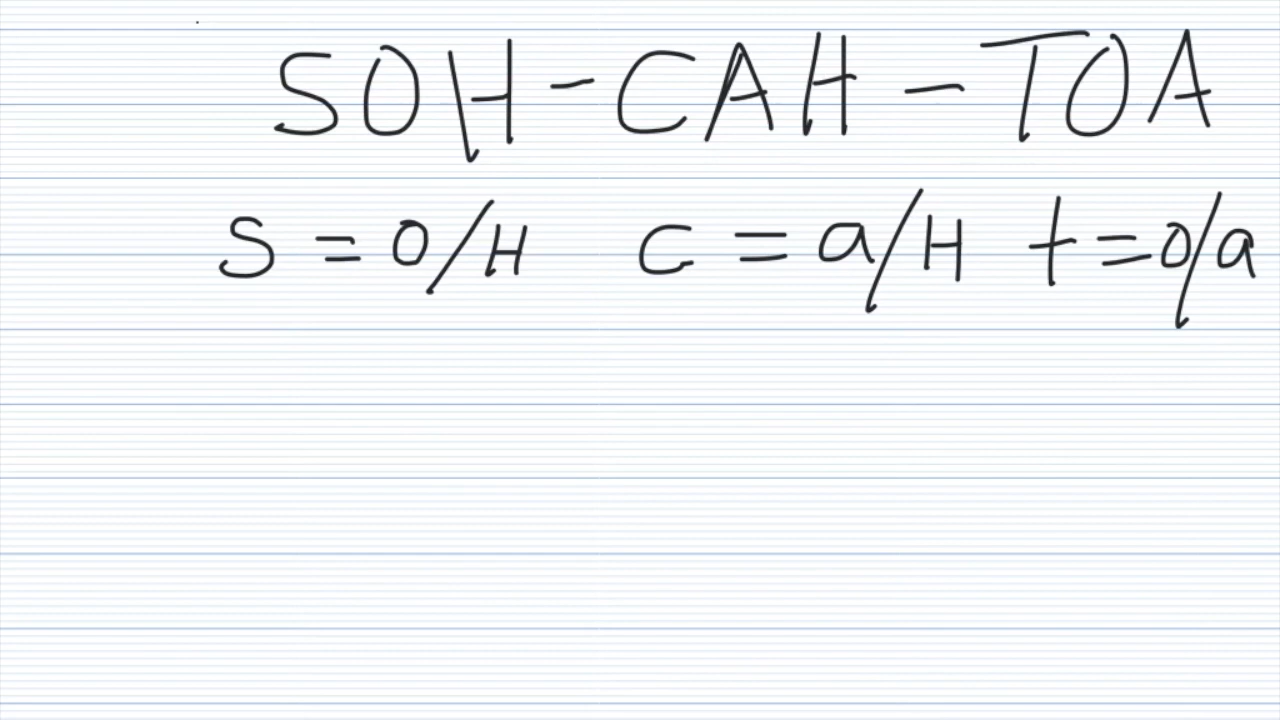 SOH - CAH - TOA
S = O/H c = a/H t = o/a